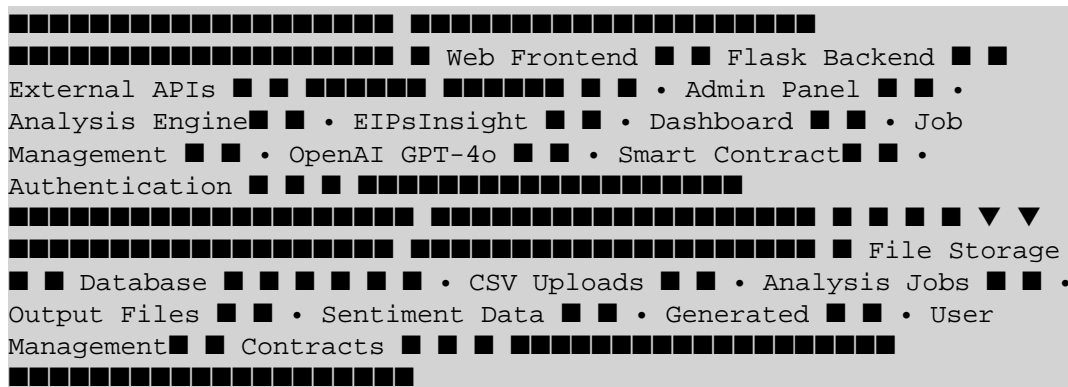 ■■■■■■■■■■■■■■■■■■■ ■■■■■■■■■■■■■■■■■■■■
■■■■■■■■■■■■■■■■■■■ ■ Web Frontend ■ ■ Flask Backend ■ ■
External APIs ■ ■ ■■■■■■ ■■■■■■ ■ ■ • Admin Panel ■ ■ •
Analysis Engine■ ■ • EIPsInsight ■ ■ • Dashboard ■ ■ • Job
Management ■ ■ • OpenAI GPT-4o ■ ■ • Smart Contract■ ■ •
Authentication ■ ■ ■ ■■■■■■■■■■■■■■■■■■■
■■■■■■■■■■■■■■■■■■■■ ■■■■■■■■■■■■■■■■■■■ ■ ■ ■ ■ ▼ ▼
■■■■■■■■■■■■■■■■■■■ ■■■■■■■■■■■■■■■■■■■ ■ File Storage
■ ■ Database ■ ■ ■ ■ ■ ■ • CSV Uploads ■ ■ • Analysis Jobs ■ ■ •
Output Files ■ ■ • Sentiment Data ■ ■ • Generated ■ ■ • User
Management■ ■ Contracts ■ ■ ■ ■■■■■■■■■■■■■■■■■■■
■■■■■■■■■■■■■■■■■■■■